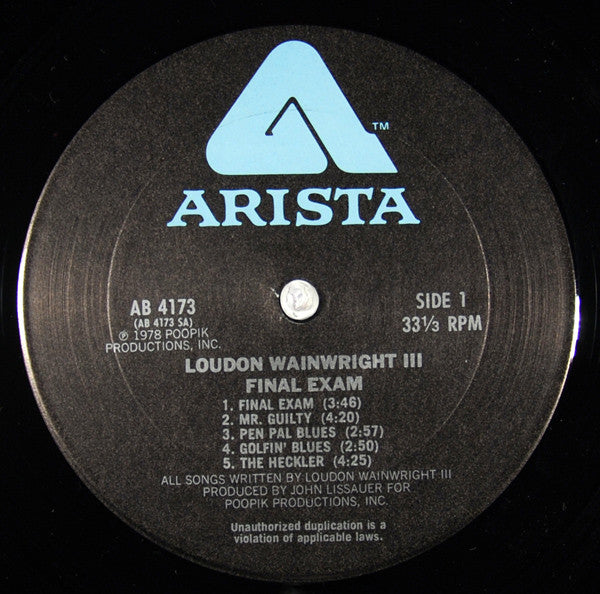 ™
ARISTA
AB 4173
(AB 4173 SA)
℗ 1978 POOPIK
PRODUCTIONS, INC.
SIDE 1
33⅓ RPM
LOUDON WAINWRIGHT III
FINAL EXAM
1. FINAL EXAM (3:46)
2. MR. GUILTY (4:20)
3. PEN PAL BLUES (2:57)
4. GOLFIN' BLUES (2:50)
5. THE HECKLER (4:25)
ALL SONGS WRITTEN BY LOUDON WAINWRIGHT III
PRODUCED BY JOHN LISSAUER FOR
POOPIK PRODUCTIONS, INC.
Unauthorized duplication is a
violation of applicable laws.